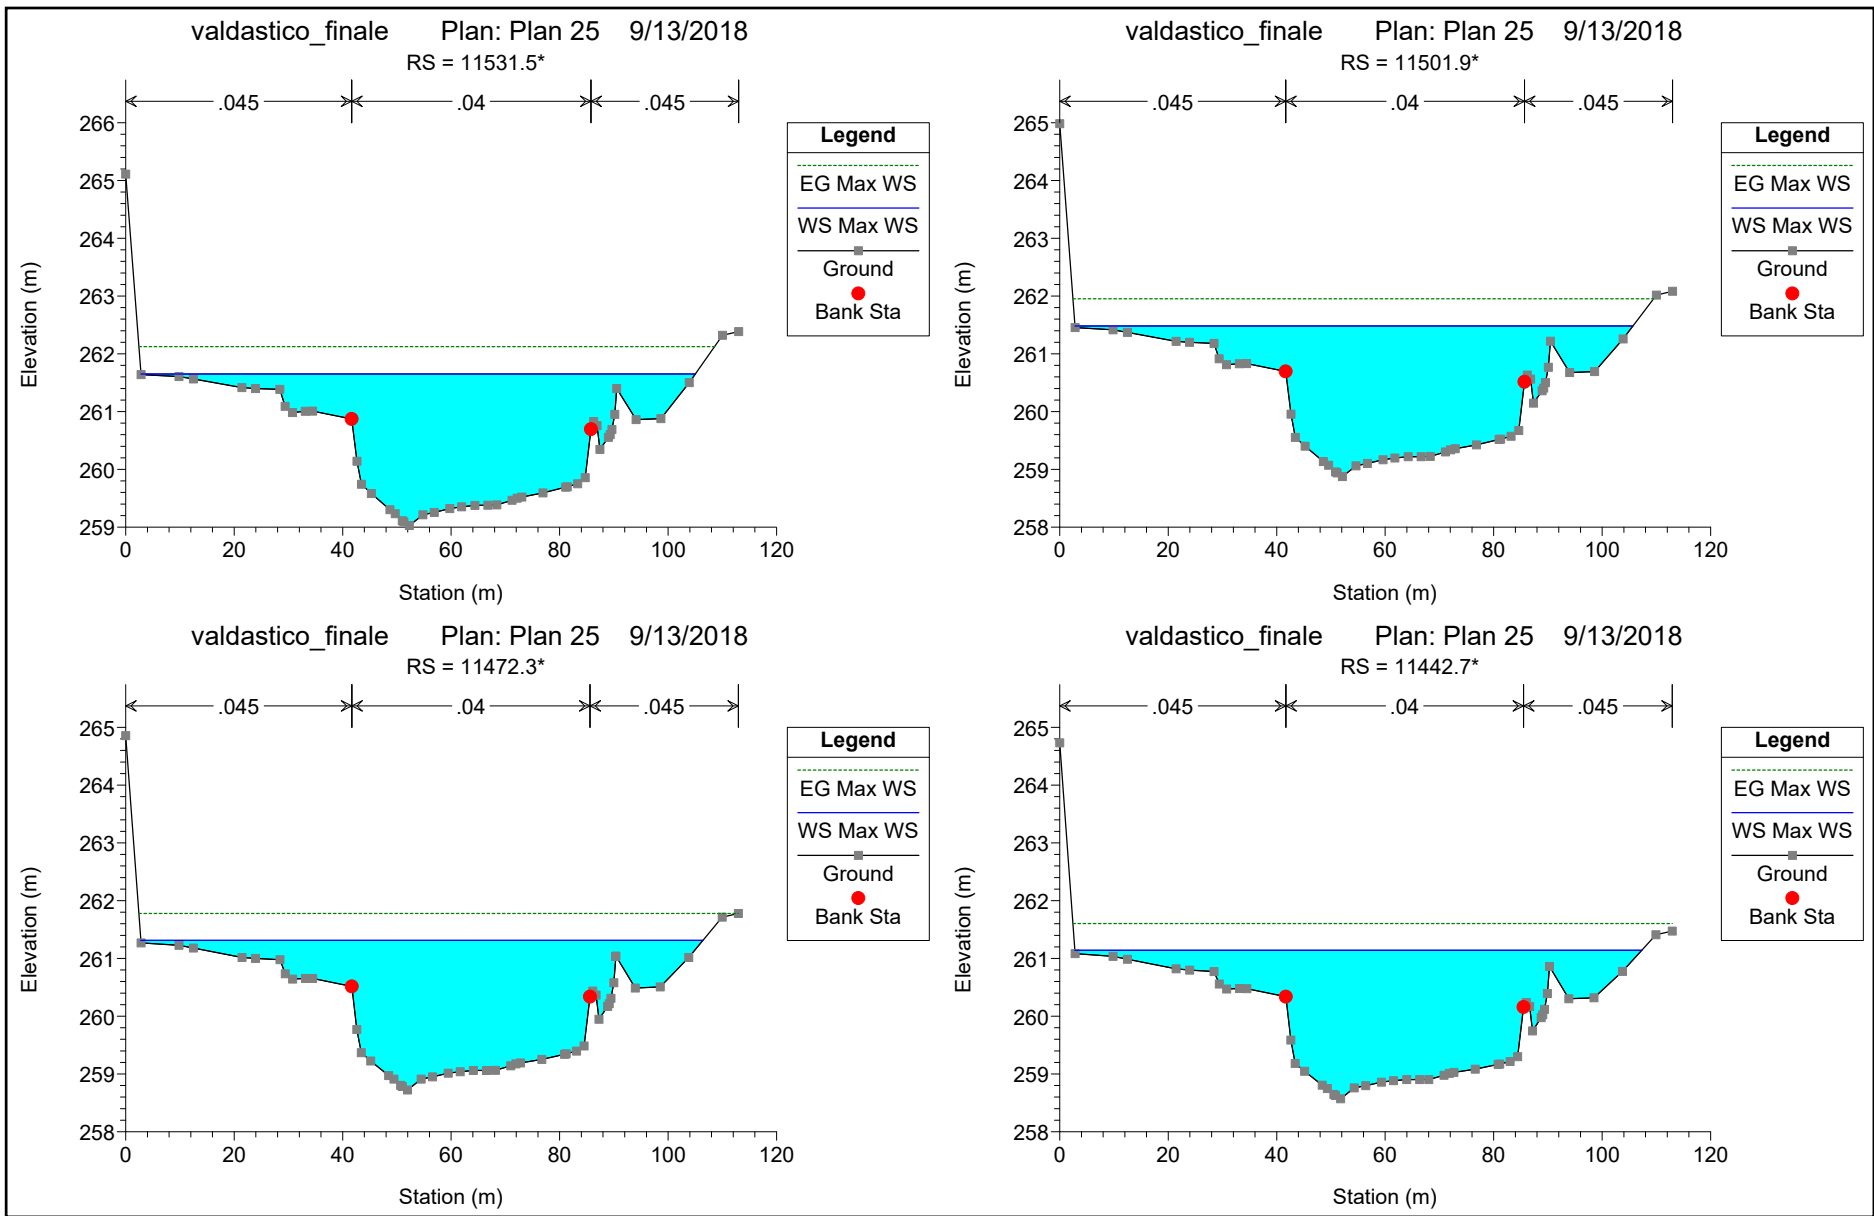 valdastico_finale Plan: Plan 25 9/13/2018
RS = 11531.5*
.045 .04 .045
266
265
264
263
262
261
260
259
Elevation (m)
0 20 40 60 80 100 120
Station (m)
Legend
EG Max WS
WS Max WS
Ground
Bank Sta
valdastico_finale Plan: Plan 25 9/13/2018
RS = 11501.9*
.045 .04 .045
265
264
263
262
261
260
259
258
Elevation (m)
0 20 40 60 80 100 120
Station (m)
Legend
EG Max WS
WS Max WS
Ground
Bank Sta
valdastico_finale Plan: Plan 25 9/13/2018
RS = 11472.3*
.045 .04 .045
265
264
263
262
261
260
259
258
Elevation (m)
0 20 40 60 80 100 120
Station (m)
Legend
EG Max WS
WS Max WS
Ground
Bank Sta
valdastico_finale Plan: Plan 25 9/13/2018
RS = 11442.7*
.045 .04 .045
265
264
263
262
261
260
259
258
Elevation (m)
0 20 40 60 80 100 120
Station (m)
Legend
EG Max WS
WS Max WS
Ground
Bank Sta